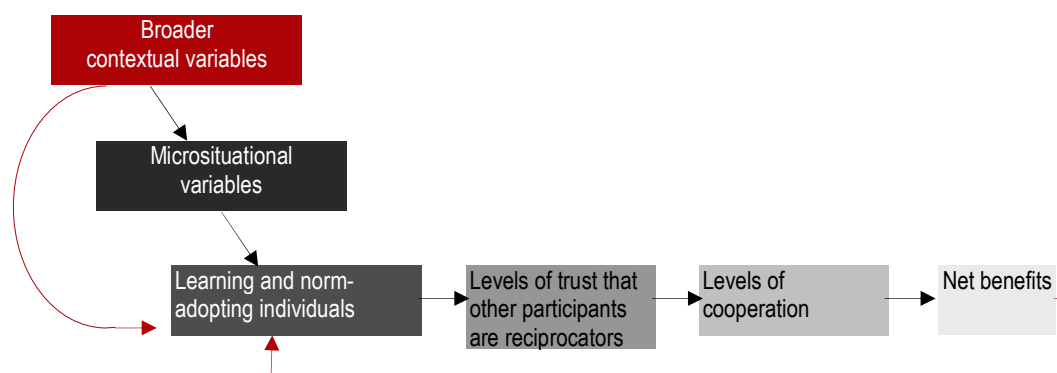 Broader
contextual variables
Microsituational
variables
Learning and norm-
adopting individuals
Levels of trust that
other participants
are reciprocators
Levels of
cooperation
Net benefits